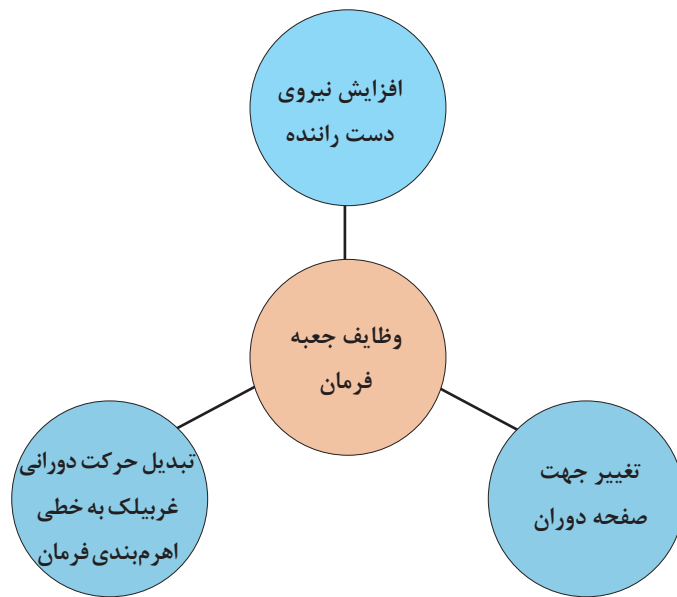 افزایش نیروی
دست راننده
وظایف جعبه
فرمان
تغییر جهت
صفحه دوران
تبدیل حرکت دورانی
غربیلک به خطی
اهرم‌بندی فرمان